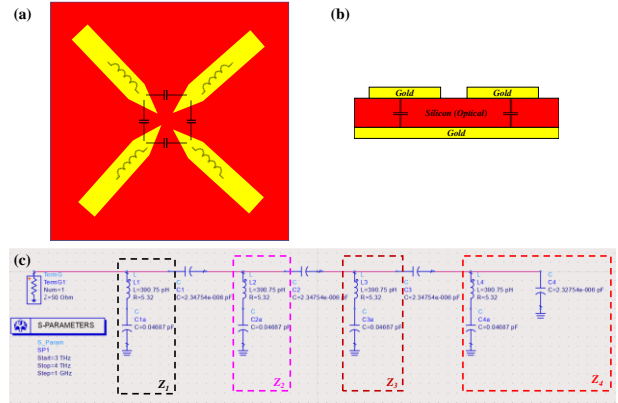 (a)
(b)
Gold
Gold
Silicon (Optical)
Gold
(c)
TermG
TermG1
Num=1
Z=50 Ohm
S-PARAMETERS
S_Param
SP1
Start=3 THz
Stop=4 THz
Step=1 GHz
L
L1
L=390.75 pH
R=5.32
C
C1a
C=0.04687 pF
C
C1
C=2.34754e-006 pF
Z1
L
L2
L=390.75 pH
R=5.32
C
C2a
C=0.04687 pF
C
C2
C=2.34754e-006 pF
Z2
L
L3
L=390.75 pH
R=5.32
C
C3a
C=0.04687 pF
C
C3
C=2.34754e-006 pF
Z3
L
L4
L=390.75 pH
R=5.32
C
C4a
C=0.04687 pF
C
C4
C=2.32754e-006 pF
Z4